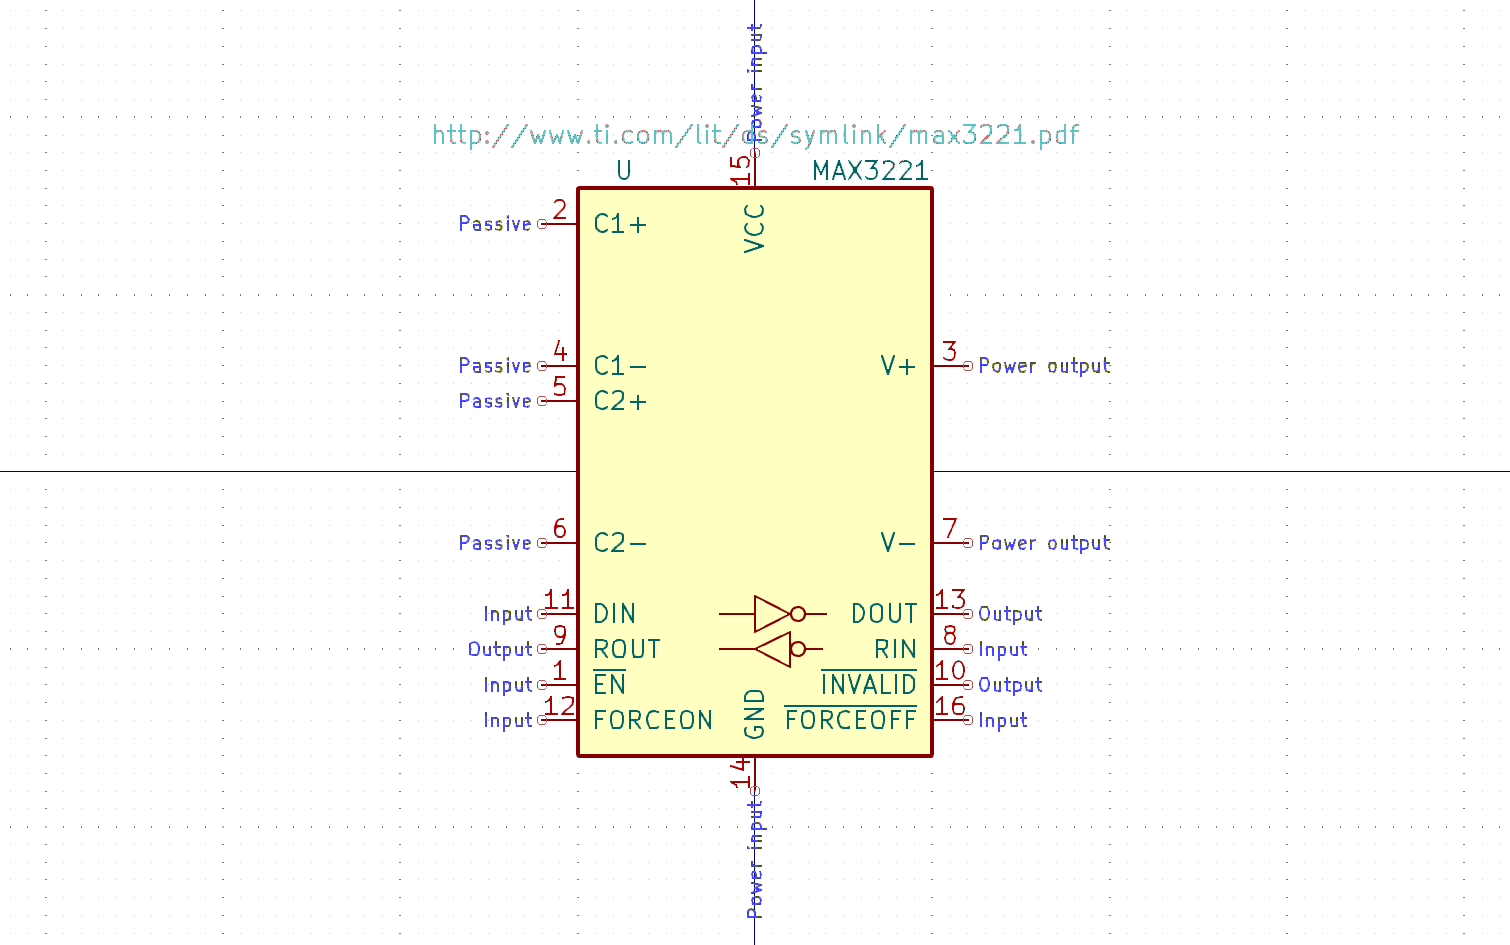 Power input
http://www.ti.com/lit/ds/symlink/max3221.pdf
U 15 MAX3221
Passive 2 C1+ VCC
Passive 4 C1- V+ 3 Power output
Passive 5 C2+
Passive 6 C2- V- 7 Power output
Input 11 DIN DOUT 13 Output
Output 9 ROUT RIN 8 Input
Input 1 EN INVALID 10 Output
Input 12 FORCEON GND FORCEOFF 16 Input
14
Power input